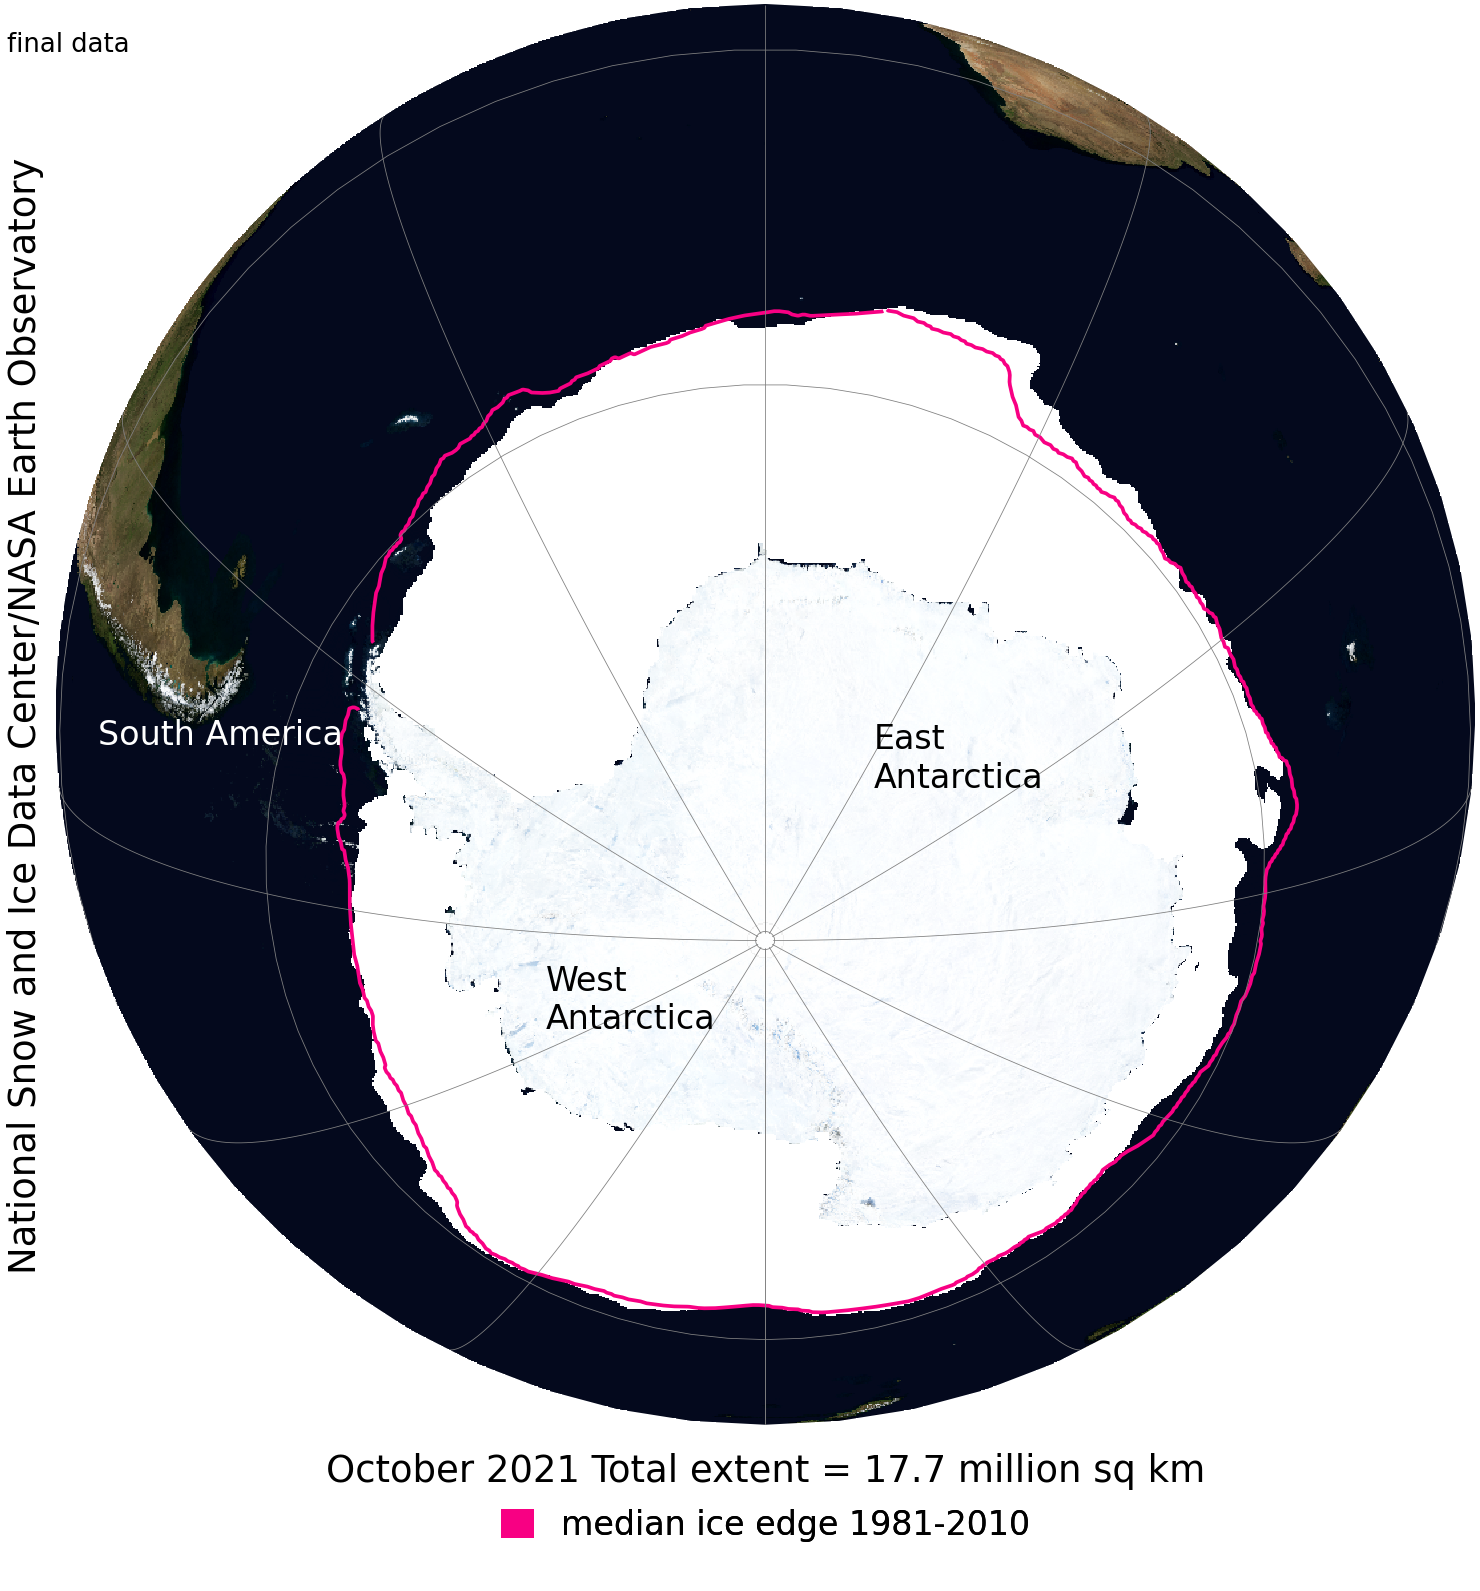 final data
National Snow and Ice Data Center/NASA Earth Observatory
South America
East
Antarctica
West
Antarctica
October 2021 Total extent = 17.7 million sq km
median ice edge 1981-2010